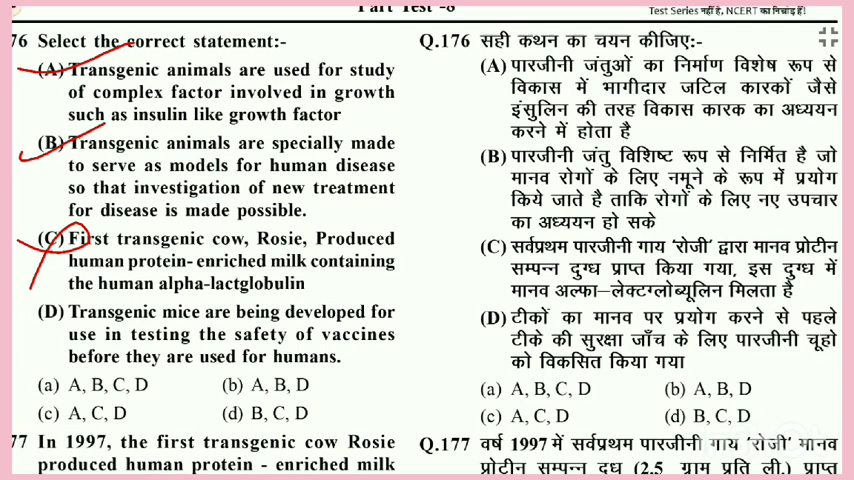 Part Test -8
Test Series नहीं है, NCERT का निचोड़ हैं!
76 Select the correct statement:-
(A) Transgenic animals are used for study
of complex factor involved in growth
such as insulin like growth factor
(B) Transgenic animals are specially made
to serve as models for human disease
so that investigation of new treatment
for disease is made possible.
(C) First transgenic cow, Rosie, Produced
human protein- enriched milk containing
the human alpha-lactglobulin
(D) Transgenic mice are being developed for
use in testing the safety of vaccines
before they are used for humans.
(a) A, B, C, D (b) A, B, D
(c) A, C, D (d) B, C, D
77 In 1997, the first transgenic cow Rosie
produced human protein - enriched milk
Q.176 सही कथन का चयन कीजिए:-
(A) पारजीनी जंतुओं का निर्माण विशेष रूप से
विकास में भागीदार जटिल कारकों जैसे
इंसुलिन की तरह विकास कारक का अध्ययन
करने में होता है
(B) पारजीनी जंतु विशिष्ट रूप से निर्मित है जो
मानव रोगों के लिए नमूने के रूप में प्रयोग
किये जाते है ताकि रोगों के लिए नए उपचार
का अध्ययन हो सके
(C) सर्वप्रथम पारजीनी गाय 'रोजी' द्वारा मानव प्रोटीन
सम्पन्न दुग्ध प्राप्त किया गया, इस दुग्ध में
मानव अल्फा–लेक्टग्लोब्यूलिन मिलता है
(D) टीकों का मानव पर प्रयोग करने से पहले
टीके की सुरक्षा जाँच के लिए पारजीनी चूहो
को विकसित किया गया
(a) A, B, C, D (b) A, B, D
(c) A, C, D (d) B, C, D
Q.177 वर्ष 1997 में सर्वप्रथम पारजीनी गाय 'रोजी' मानव
प्रोटीन सम्पन्न दुध (2.5 ग्राम प्रति ली.) प्राप्त